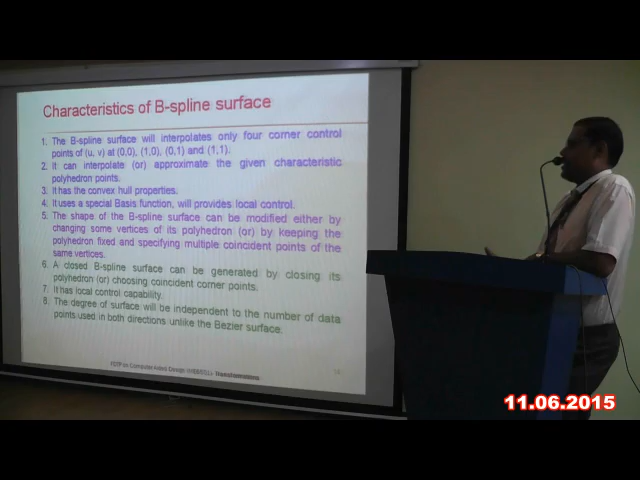 Characteristics of B-spline surface
1. The B-spline surface will interpolates only four corner control
points of (u, v) at (0,0), (1,0), (0,1) and (1,1).
2. It can interpolate (or) approximate the given characteristic
polyhedron points.
3. It has the convex hull properties.
4. It uses a special Basis function, will provides local control.
5. The shape of the B-spline surface can be modified either by
changing some vertices of its polyhedron (or) by keeping the
polyhedron fixed and specifying multiple coincident points of the
same vertices.
6. A closed B-spline surface can be generated by closing its
polyhedron (or) choosing coincident corner points.
7. It has local control capability.
8. The degree of surface will be independent to the number of data
points used in both directions unlike the Bezier surface.
on Computer Aided Design
11.06.2015